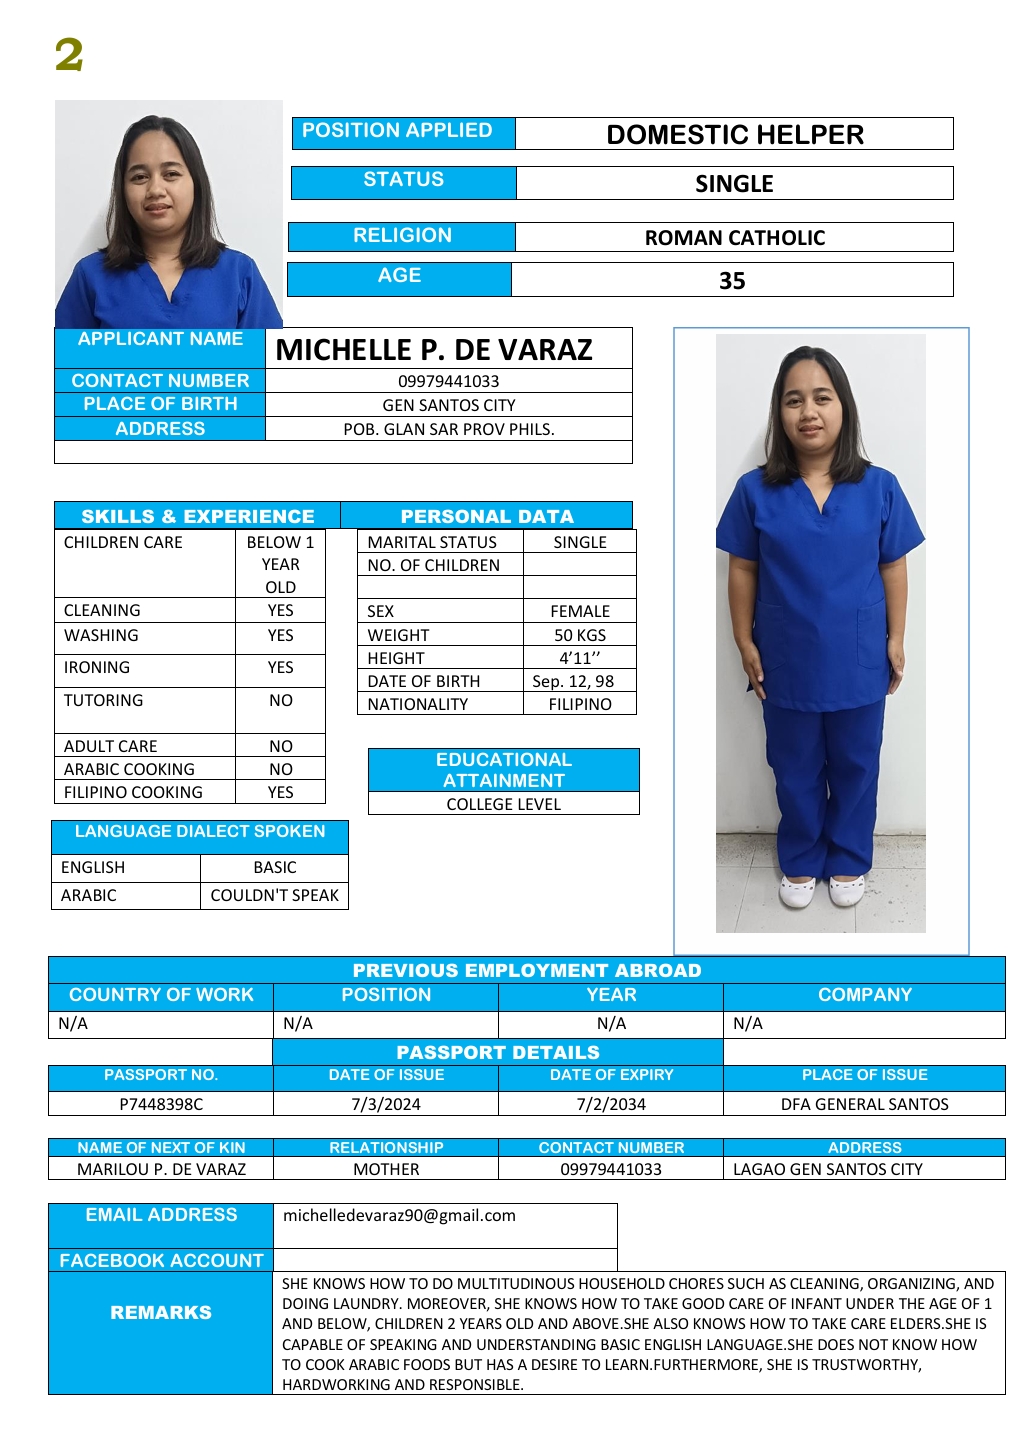 2
POSITION APPLIED DOMESTIC HELPER
STATUS SINGLE
RELIGION ROMAN CATHOLIC
AGE 35
APPLICANT NAME MICHELLE P. DE VARAZ
CONTACT NUMBER 09979441033
PLACE OF BIRTH GEN SANTOS CITY
ADDRESS POB. GLAN SAR PROV PHILS.
SKILLS & EXPERIENCE
CHILDREN CARE BELOW 1
YEAR
OLD
CLEANING YES
WASHING YES
IRONING YES
TUTORING NO
ADULT CARE NO
ARABIC COOKING NO
FILIPINO COOKING YES
PERSONAL DATA
MARITAL STATUS SINGLE
NO. OF CHILDREN
SEX FEMALE
WEIGHT 50 KGS
HEIGHT 4’11’’
DATE OF BIRTH Sep. 12, 98
NATIONALITY FILIPINO
EDUCATIONAL
ATTAINMENT
COLLEGE LEVEL
LANGUAGE DIALECT SPOKEN
ENGLISH BASIC
ARABIC COULDN'T SPEAK
PREVIOUS EMPLOYMENT ABROAD
COUNTRY OF WORK POSITION YEAR COMPANY
N/A N/A N/A N/A
PASSPORT DETAILS
PASSPORT NO. DATE OF ISSUE DATE OF EXPIRY PLACE OF ISSUE
P7448398C 7/3/2024 7/2/2034 DFA GENERAL SANTOS
NAME OF NEXT OF KIN RELATIONSHIP CONTACT NUMBER ADDRESS
MARILOU P. DE VARAZ MOTHER 09979441033 LAGAO GEN SANTOS CITY
EMAIL ADDRESS michelledevaraz90@gmail.com
FACEBOOK ACCOUNT
REMARKS
SHE KNOWS HOW TO DO MULTITUDINOUS HOUSEHOLD CHORES SUCH AS CLEANING, ORGANIZING, AND
DOING LAUNDRY. MOREOVER, SHE KNOWS HOW TO TAKE GOOD CARE OF INFANT UNDER THE AGE OF 1
AND BELOW, CHILDREN 2 YEARS OLD AND ABOVE.SHE ALSO KNOWS HOW TO TAKE CARE ELDERS.SHE IS
CAPABLE OF SPEAKING AND UNDERSTANDING BASIC ENGLISH LANGUAGE.SHE DOES NOT KNOW HOW
TO COOK ARABIC FOODS BUT HAS A DESIRE TO LEARN.FURTHERMORE, SHE IS TRUSTWORTHY,
HARDWORKING AND RESPONSIBLE.